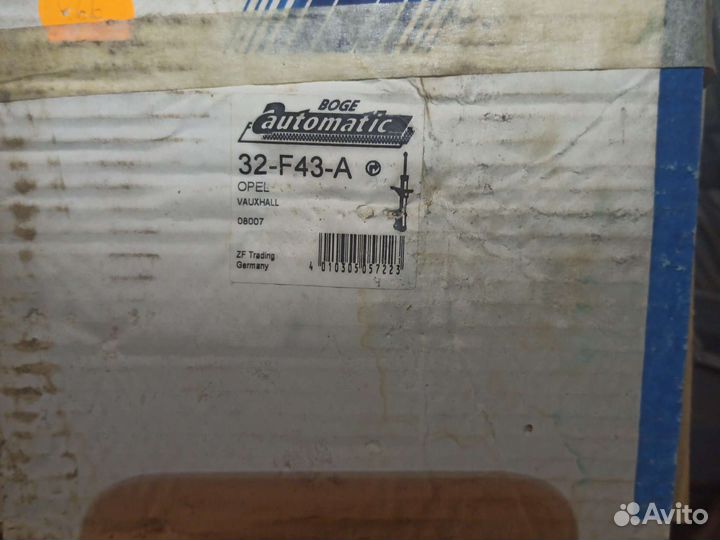 BOGE
automatic
32-F43-A
OPEL
VAUXHALL
08007
ZF Trading
Germany
4 010305 057223
Avito